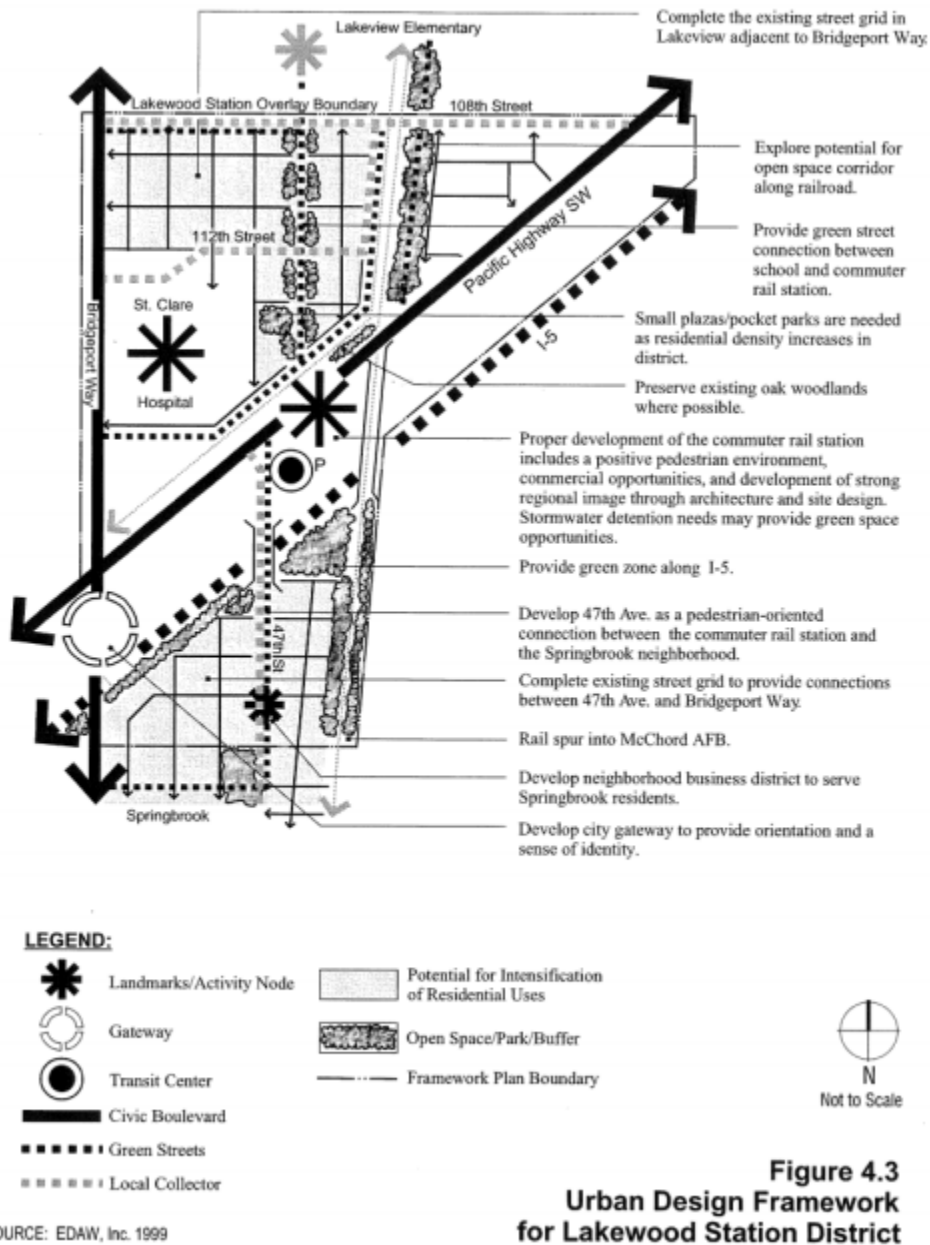 Complete the existing street grid in
Lakeview adjacent to Bridgeport Way.
Lakeview Elementary
Lakewood Station Overlay Boundary
108th Street
Explore potential for
open space corridor
along railroad.
Pacific Highway SW
Provide green street
connection between
school and commuter
rail station.
112th Street
I-5
St. Clare
Hospital
Bridgeport Way
Small plazas/pocket parks are needed
as residential density increases in
district.
Preserve existing oak woodlands
where possible.
P
Proper development of the commuter rail station
includes a positive pedestrian environment,
commercial opportunities, and development of strong
regional image through architecture and site design.
Stormwater detention needs may provide green space
opportunities.
Provide green zone along I-5.
47th St
Develop 47th Ave. as a pedestrian-oriented
connection between the commuter rail station and
the Springbrook neighborhood.
Complete existing street grid to provide connections
between 47th Ave. and Bridgeport Way.
Rail spur into McChord AFB.
Develop neighborhood business district to serve
Springbrook residents.
Springbrook
Develop city gateway to provide orientation and a
sense of identity.
LEGEND:
Landmarks/Activity Node
Gateway
Transit Center
Civic Boulevard
Green Streets
Local Collector
Potential for Intensification
of Residential Uses
Open Space/Park/Buffer
Framework Plan Boundary
N
Not to Scale
Figure 4.3
Urban Design Framework
for Lakewood Station District
OURCE: EDAW, Inc. 1999